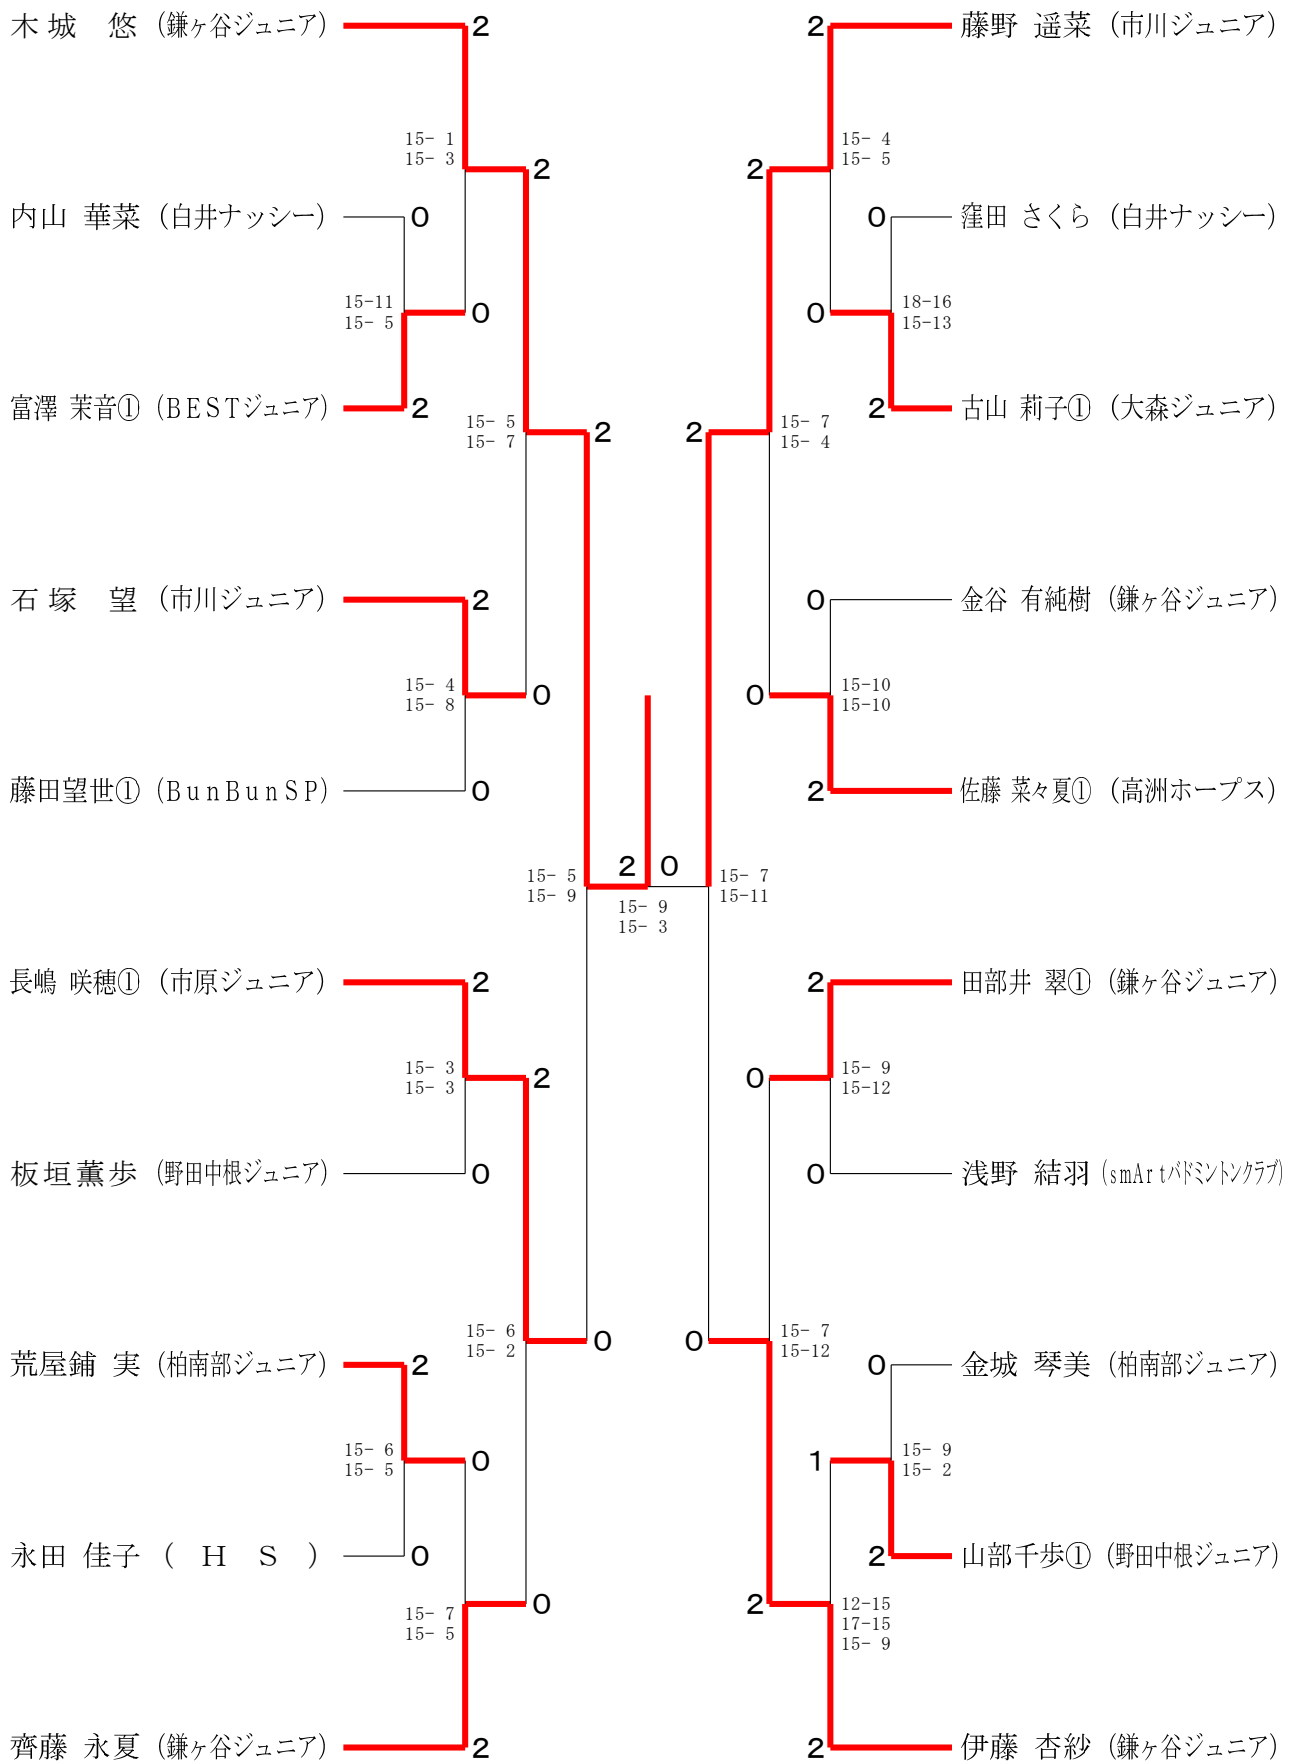 木城　悠 (鎌ヶ谷ジュニア) 2
2 藤野 遥菜 (市川ジュニア)
15- 1
15- 3
2
2
15- 4
15- 5
内山 華菜 (白井ナッシー) 0
0 窪田 さくら (白井ナッシー)
15-11
15- 5
0
0
18-16
15-13
富澤 茉音① (BESTジュニア) 2
2 古山 莉子① (大森ジュニア)
15- 5
15- 7
2
2
15- 7
15- 4
石塚　望 (市川ジュニア) 2
0 金谷 有純樹 (鎌ヶ谷ジュニア)
15- 4
15- 8
0
0
15-10
15-10
藤田望世① (BunBunSP) 0
2 佐藤 菜々夏① (高洲ホープス)
15- 5
15- 9
2 0
15- 9
15- 3
15- 7
15-11
長嶋 咲穂① (市原ジュニア) 2
2 田部井 翠① (鎌ヶ谷ジュニア)
15- 3
15- 3
2
0
15- 9
15-12
板垣薫歩 (野田中根ジュニア) 0
0 浅野 結羽 (smArtバドミントンクラブ)
15- 6
15- 2
0
0
15- 7
15-12
荒屋鋪 実 (柏南部ジュニア) 2
0 金城 琴美 (柏南部ジュニア)
15- 6
15- 5
0
1
15- 9
15- 2
永田 佳子 (　H　S　) 0
2 山部千歩① (野田中根ジュニア)
15- 7
15- 5
0
2
12-15
17-15
15- 9
齊藤 永夏 (鎌ヶ谷ジュニア) 2
2 伊藤 杏紗 (鎌ヶ谷ジュニア)